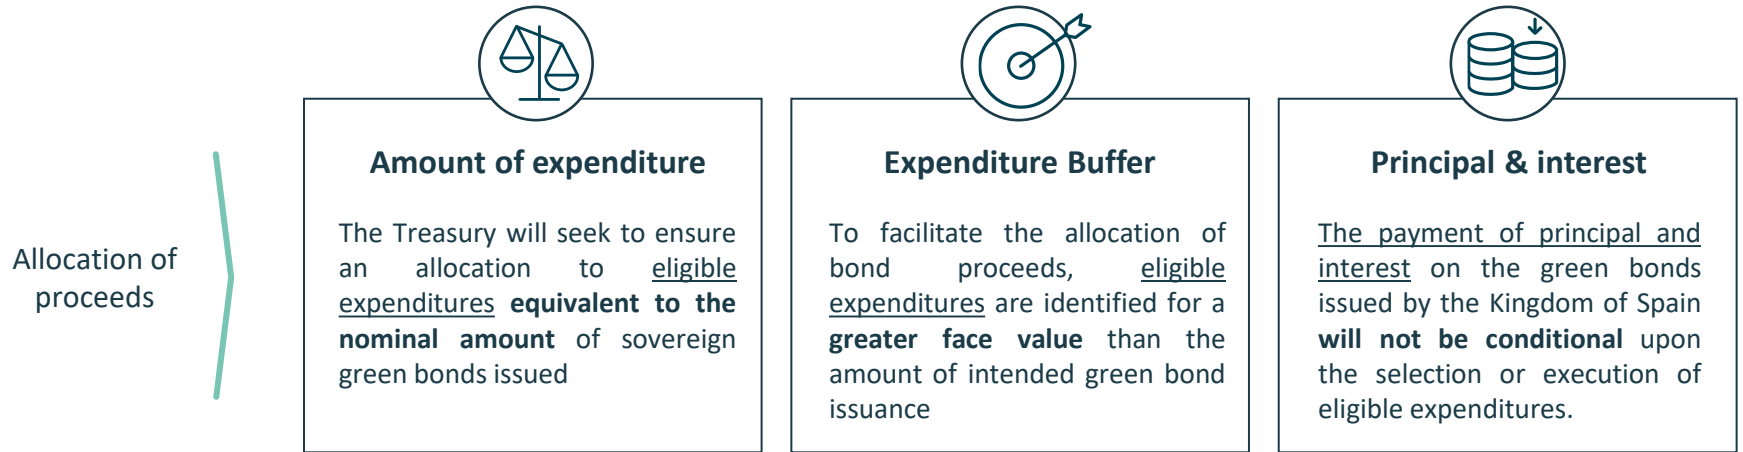 Allocation of
proceeds
Amount of expenditure
The Treasury will seek to ensure
an allocation to eligible
expenditures equivalent to the
nominal amount of sovereign
green bonds issued
Expenditure Buffer
To facilitate the allocation of
bond proceeds, eligible
expenditures are identified for a
greater face value than the
amount of intended green bond
issuance
Principal & interest
The payment of principal and
interest on the green bonds
issued by the Kingdom of Spain
will not be conditional upon
the selection or execution of
eligible expenditures.